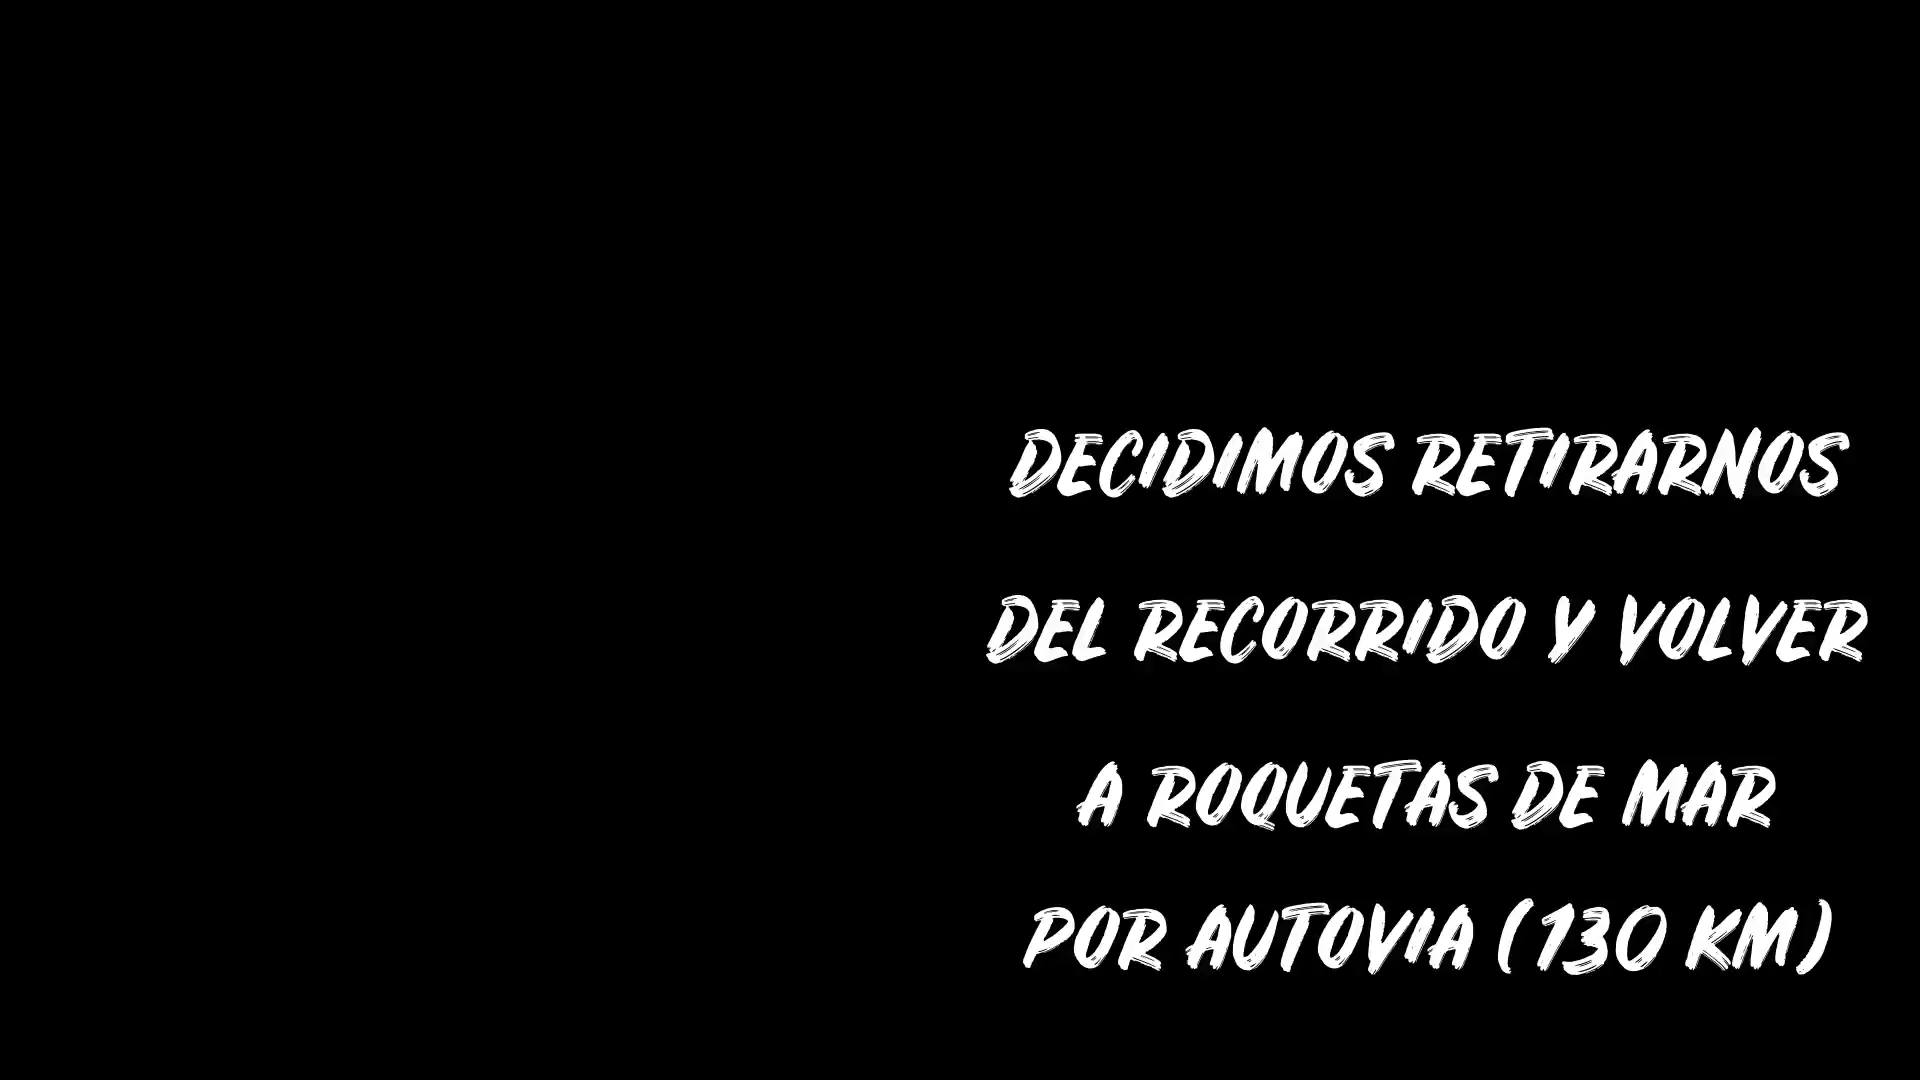 DECIDIMOS RETIRARNOS
DEL RECORRIDO Y VOLVER
A ROQUETAS DE MAR
POR AUTOVIA (130 KM)